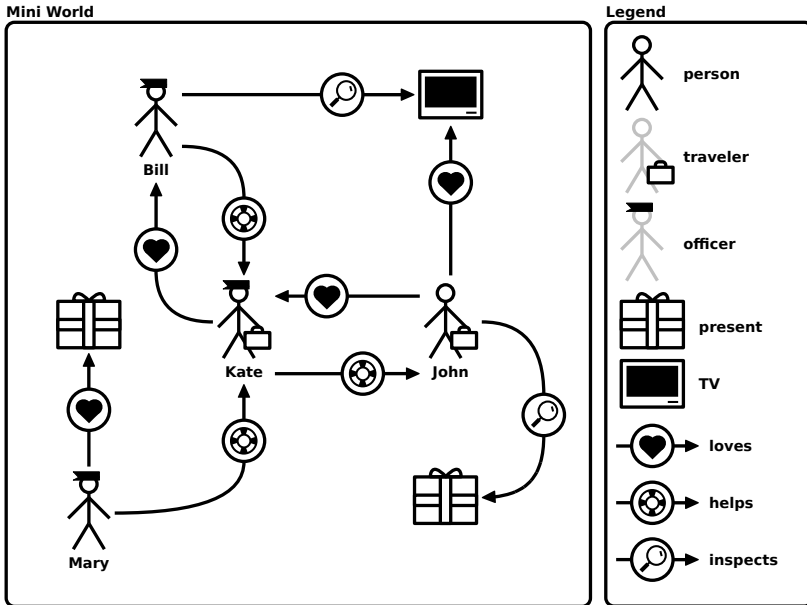 Mini World
Bill
Kate
John
Mary
Legend
person
traveler
officer
present
TV
loves
helps
inspects